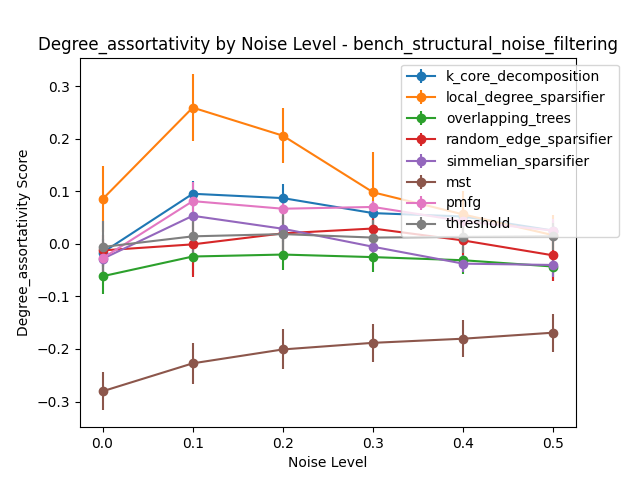 Degree_assortativity by Noise Level - bench_structural_noise_filtering
k_core_decomposition
local_degree_sparsifier
overlapping_trees
random_edge_sparsifier
simmelian_sparsifier
mst
pmfg
threshold
Degree_assortativity Score
0.3
0.2
0.1
0.0
−0.1
−0.2
−0.3
0.0 0.1 0.2 0.3 0.4 0.5
Noise Level